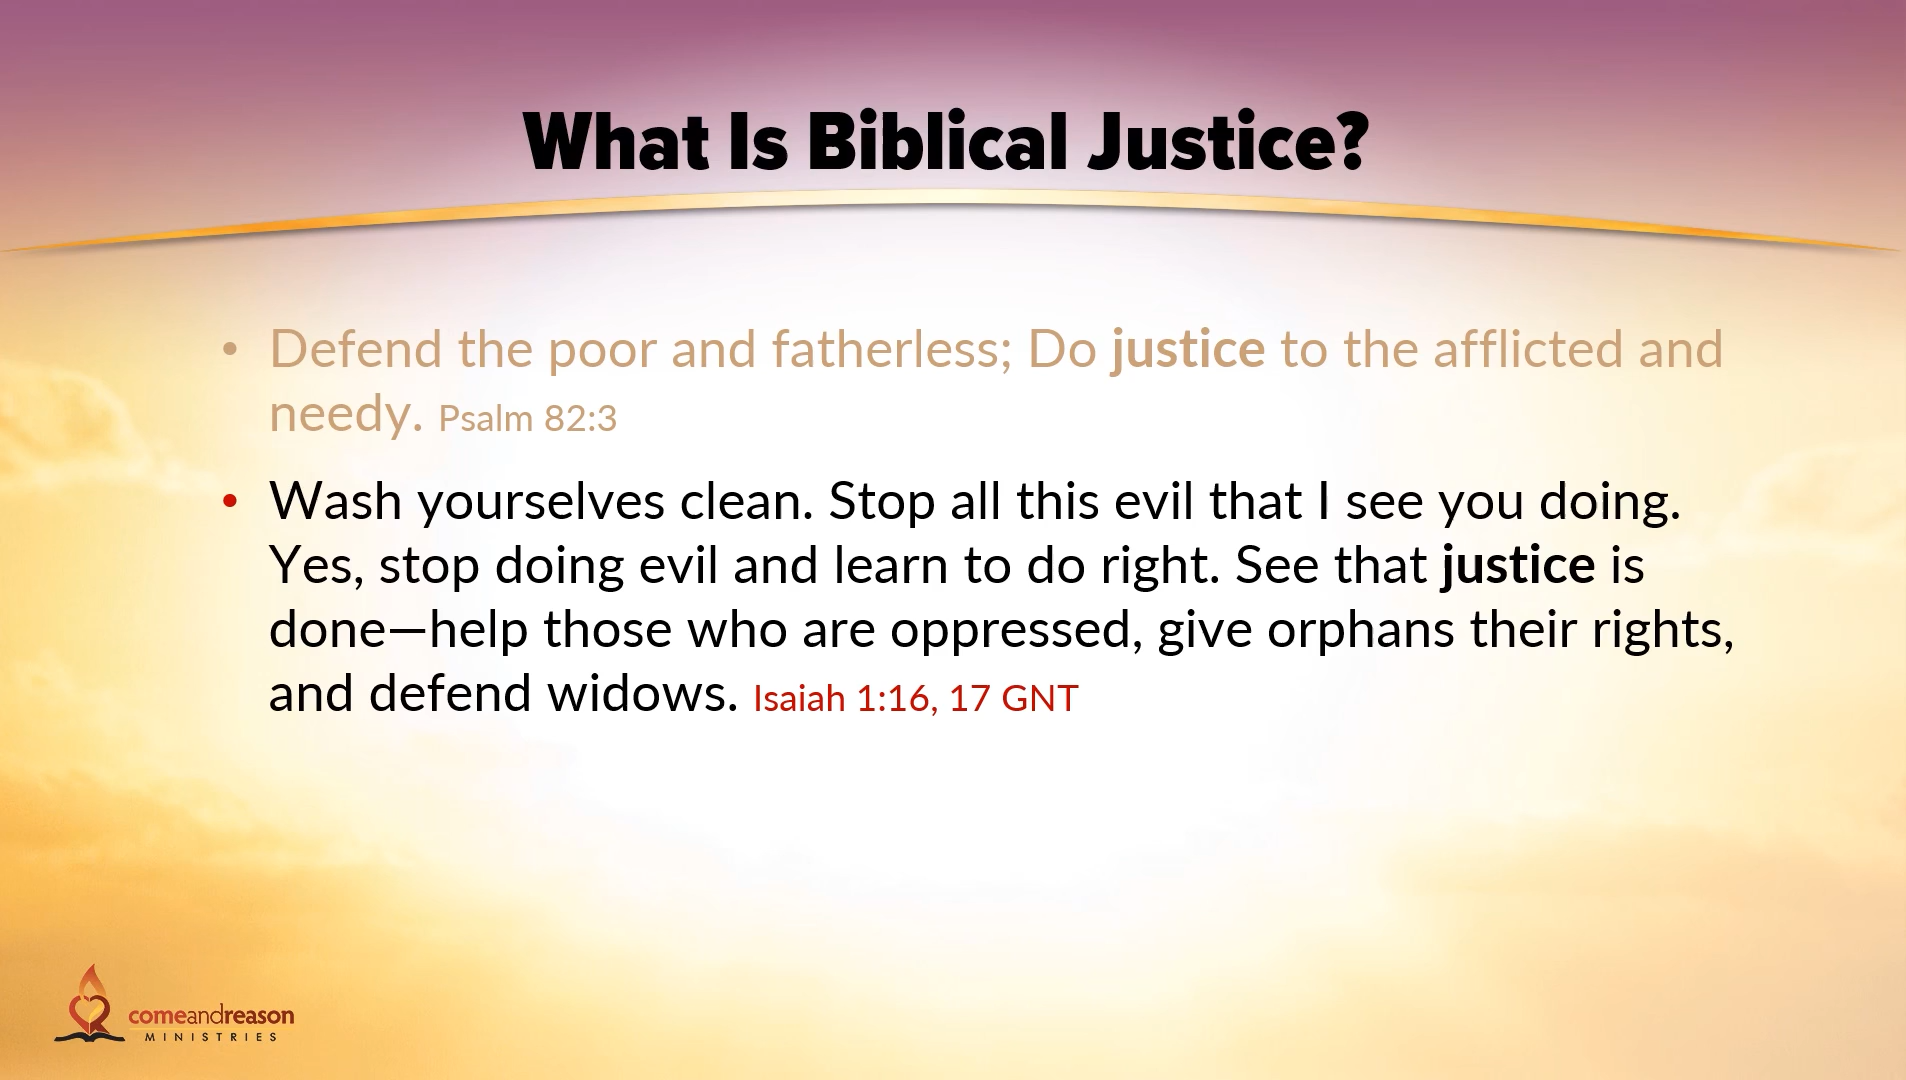 What Is Biblical Justice?
• Defend the poor and fatherless; Do justice to the afflicted and
needy. Psalm 82:3
• Wash yourselves clean. Stop all this evil that I see you doing.
Yes, stop doing evil and learn to do right. See that justice is
done—help those who are oppressed, give orphans their rights,
and defend widows. Isaiah 1:16, 17 GNT
comeandreason
MINISTRIES